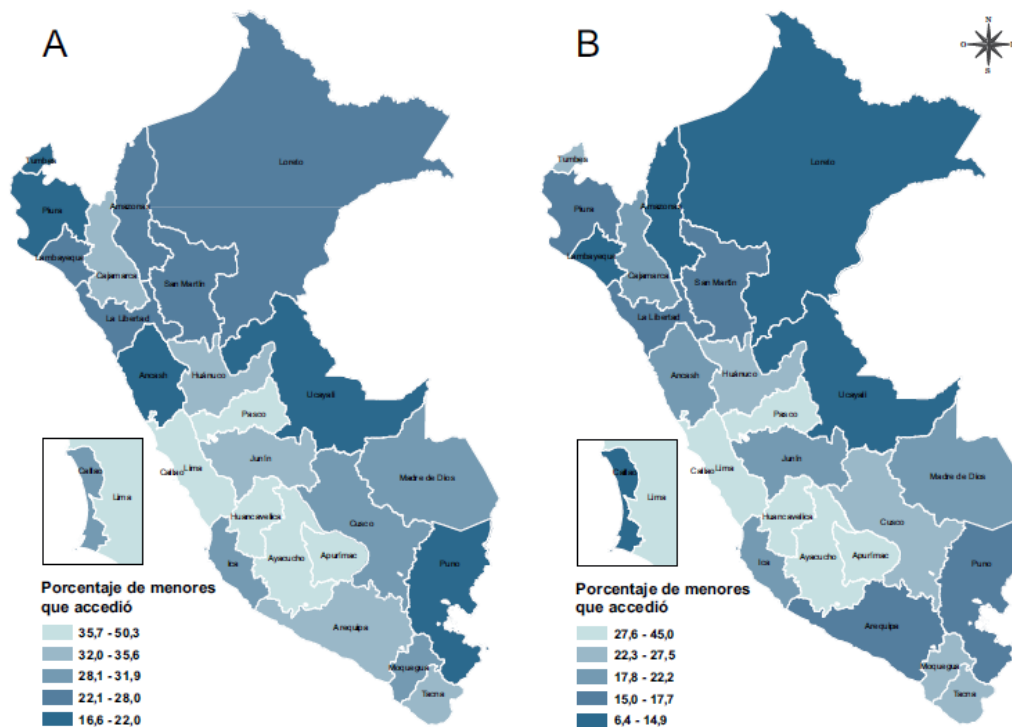 A
Tumbes
Piura
Lambayeque
Cajamarca
Amazonas
Loreto
San Martín
La Libertad
Ancash
Huánuco
Ucayali
Pasco
Callao
Lima
Junín
Madre de Dios
Huancavelica
Cusco
Ica
Ayacucho
Apurímac
Puno
Arequipa
Moquegua
Tacna
Callao
Lima
Porcentaje de menores
que accedió
35,7 - 50,3
32,0 - 35,6
28,1 - 31,9
22,1 - 28,0
16,6 - 22,0
B
N
O
S
Tumbes
Piura
Lambayeque
Cajamarca
Amazonas
Loreto
San Martín
La Libertad
Ancash
Huánuco
Ucayali
Pasco
Callao
Lima
Junín
Madre de Dios
Huancavelica
Cusco
Ica
Ayacucho
Apurímac
Puno
Arequipa
Moquegua
Tacna
Callao
Lima
Porcentaje de menores
que accedió
27,6 - 45,0
22,3 - 27,5
17,8 - 22,2
15,0 - 17,7
6,4 - 14,9